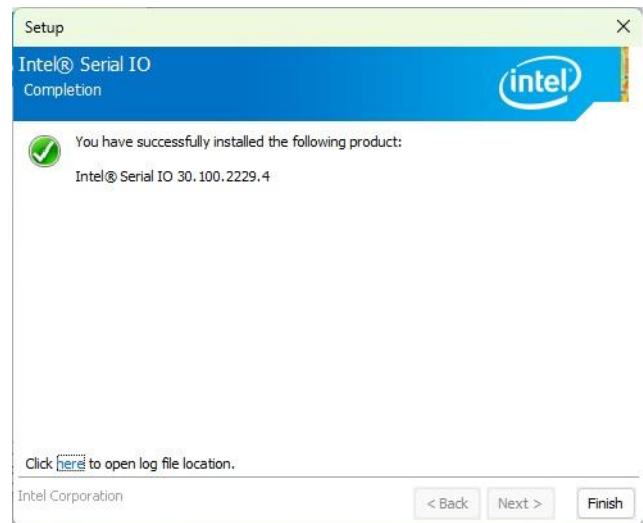 Setup
Intel® Serial IO
Completion
intel
You have successfully installed the following product:
Intel® Serial IO 30.100.2229.4
Click here to open log file location.
Intel Corporation
< Back Next > Finish